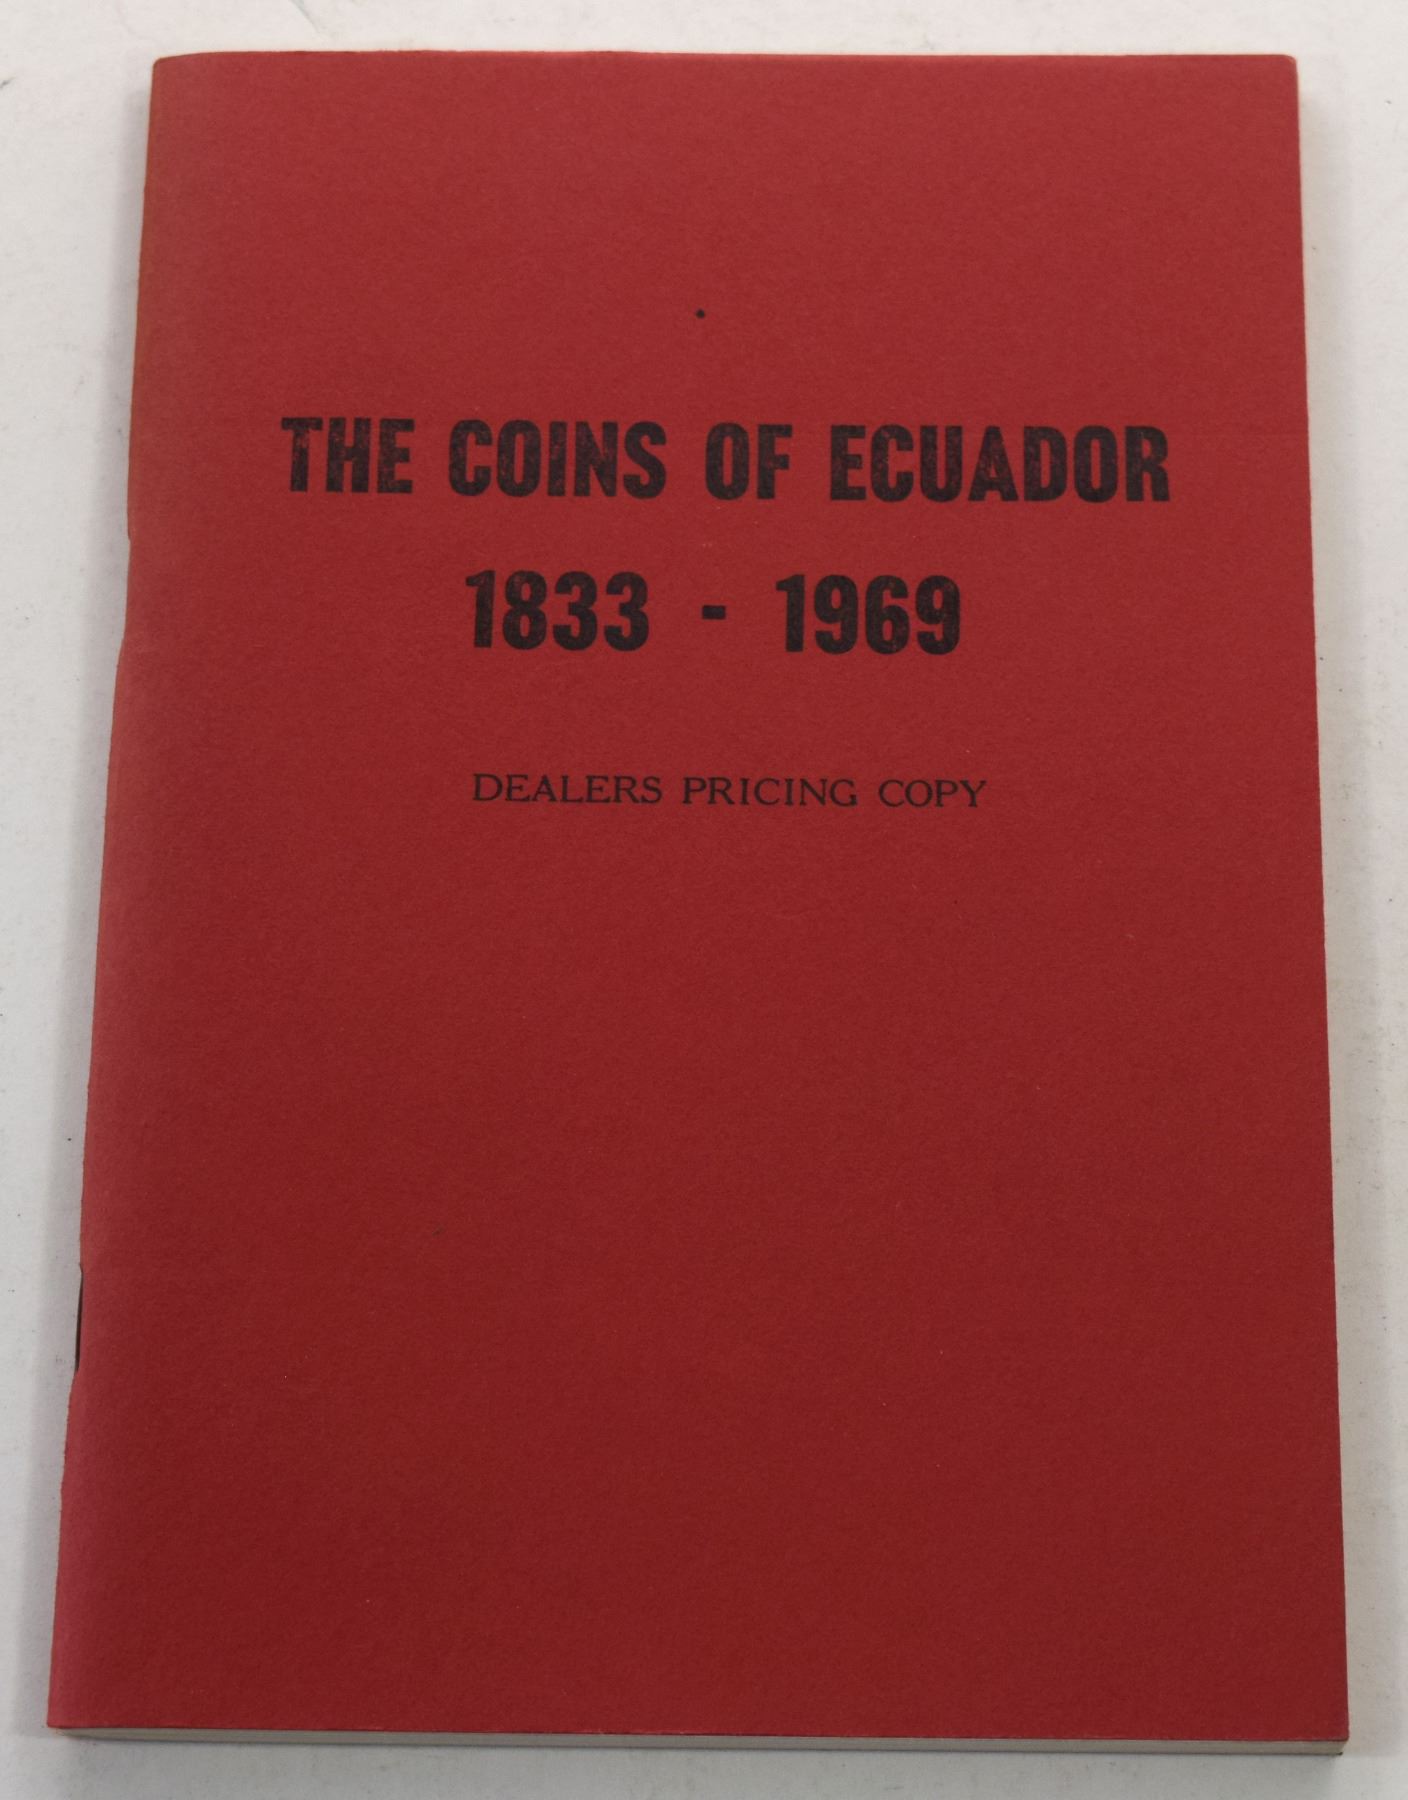 THE COINS OF ECUADOR
1833 - 1969
DEALERS PRICING COPY